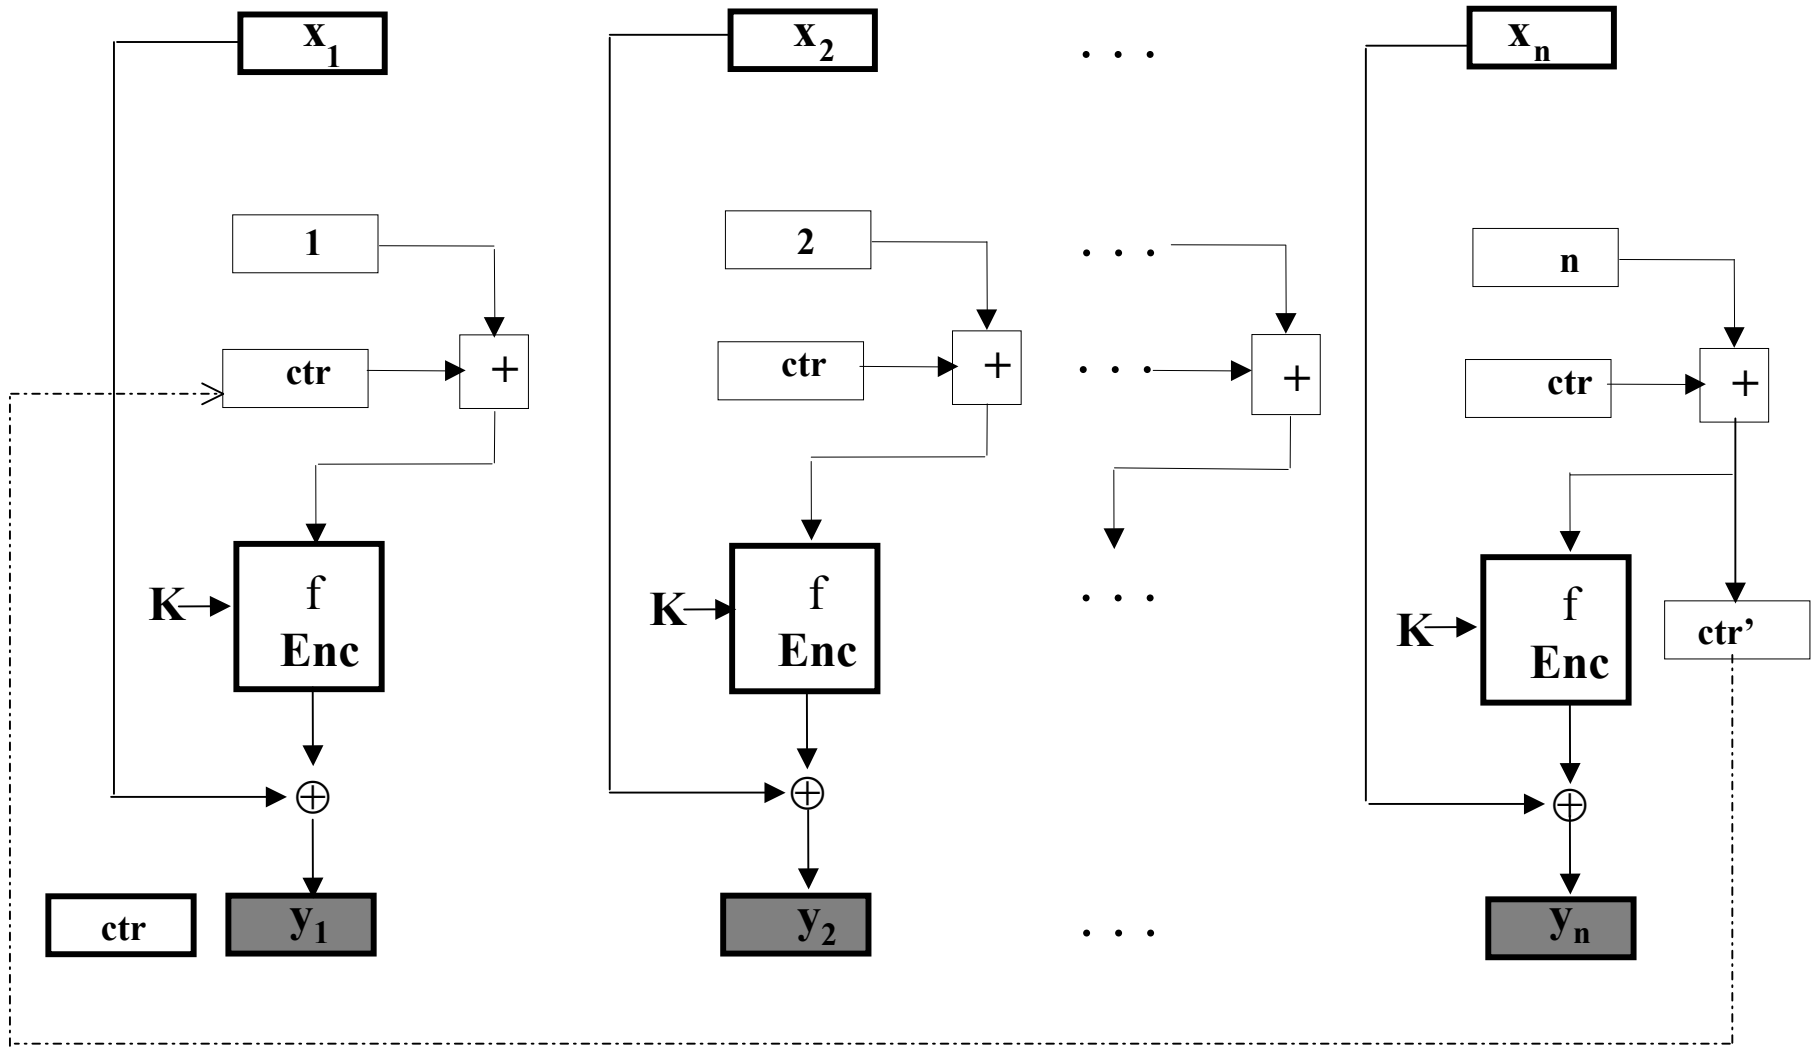 x1 x2 . . . xn
1 2 . . . n
ctr + ctr + . . . + ctr +
K f Enc K f Enc . . . K f Enc ctr’
⊕ ⊕ ⊕
ctr y1 y2 . . . yn